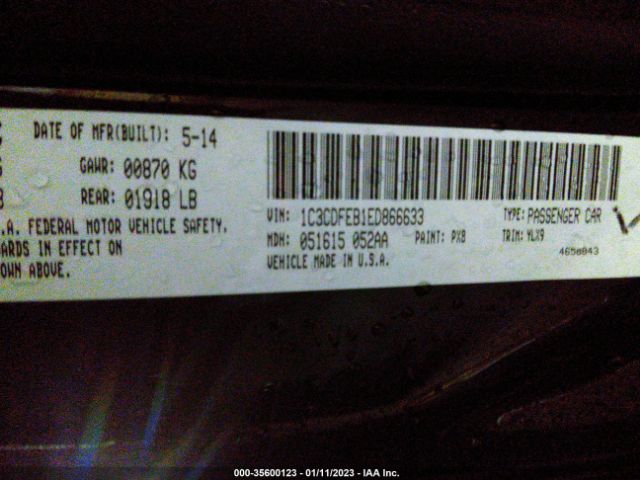 DATE OF MFR(BUILT): 5-14
GAWR: 00870 KG
REAR: 01918 LB
.A. FEDERAL MOTOR VEHICLE SAFETY.
ARDS IN EFFECT ON
OWN ABOVE.
VIN: 1C3CDFEB1ED866633 TYPE: PASSENGER CAR
MDH: 051615 052AA PAINT: PX8 TRIM: YLX9
VEHICLE MADE IN U.S.A. 4658843
000-35600123 - 01/11/2023 - IAA Inc.